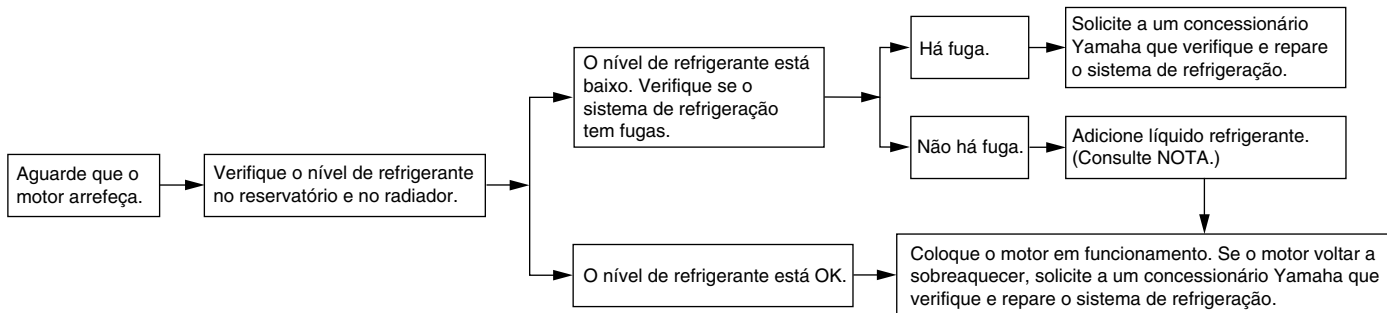 Aguarde que o
motor arrefeça.
Verifique o nível de refrigerante
no reservatório e no radiador.
O nível de refrigerante está
baixo. Verifique se o
sistema de refrigeração
tem fugas.
Há fuga.
Solicite a um concessionário
Yamaha que verifique e repare
o sistema de refrigeração.
Não há fuga.
Adicione líquido refrigerante.
(Consulte NOTA.)
O nível de refrigerante está OK.
Coloque o motor em funcionamento. Se o motor voltar a
sobreaquecer, solicite a um concessionário Yamaha que
verifique e repare o sistema de refrigeração.